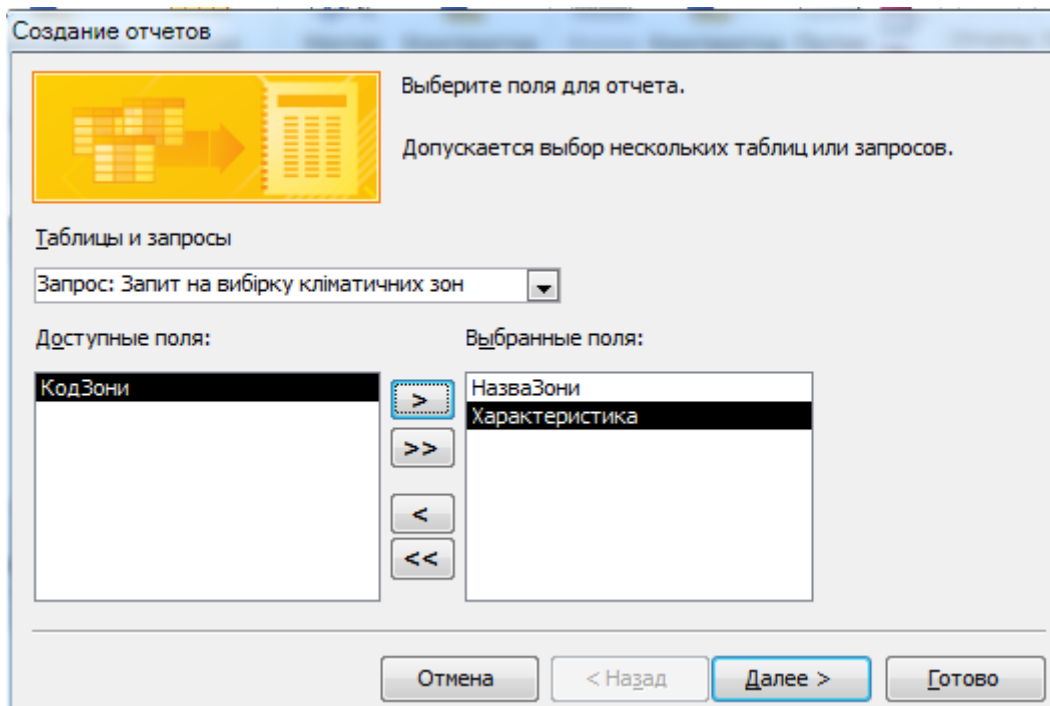 Создание отчетов
Выберите поля для отчета.
Допускается выбор нескольких таблиц или запросов.
Таблицы и запросы
Запрос: Запит на вибірку кліматичних зон
Доступные поля:
Выбранные поля:
КодЗони
>
НазваЗони
Характеристика
>>
<
<<
Отмена
< Назад
Далее >
Готово